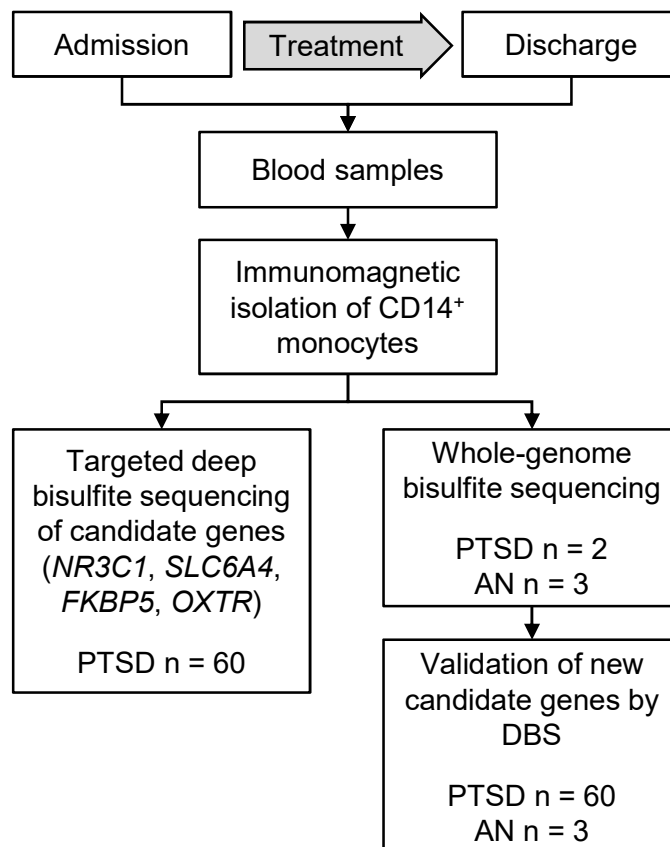 Admission
Treatment
Discharge
Blood samples
Immunomagnetic
isolation of CD14⁺
monocytes
Targeted deep
bisulfite sequencing
of candidate genes
(NR3C1, SLC6A4,
FKBP5, OXTR)
PTSD n = 60
Whole-genome
bisulfite sequencing
PTSD n = 2
AN n = 3
Validation of new
candidate genes by
DBS
PTSD n = 60
AN n = 3